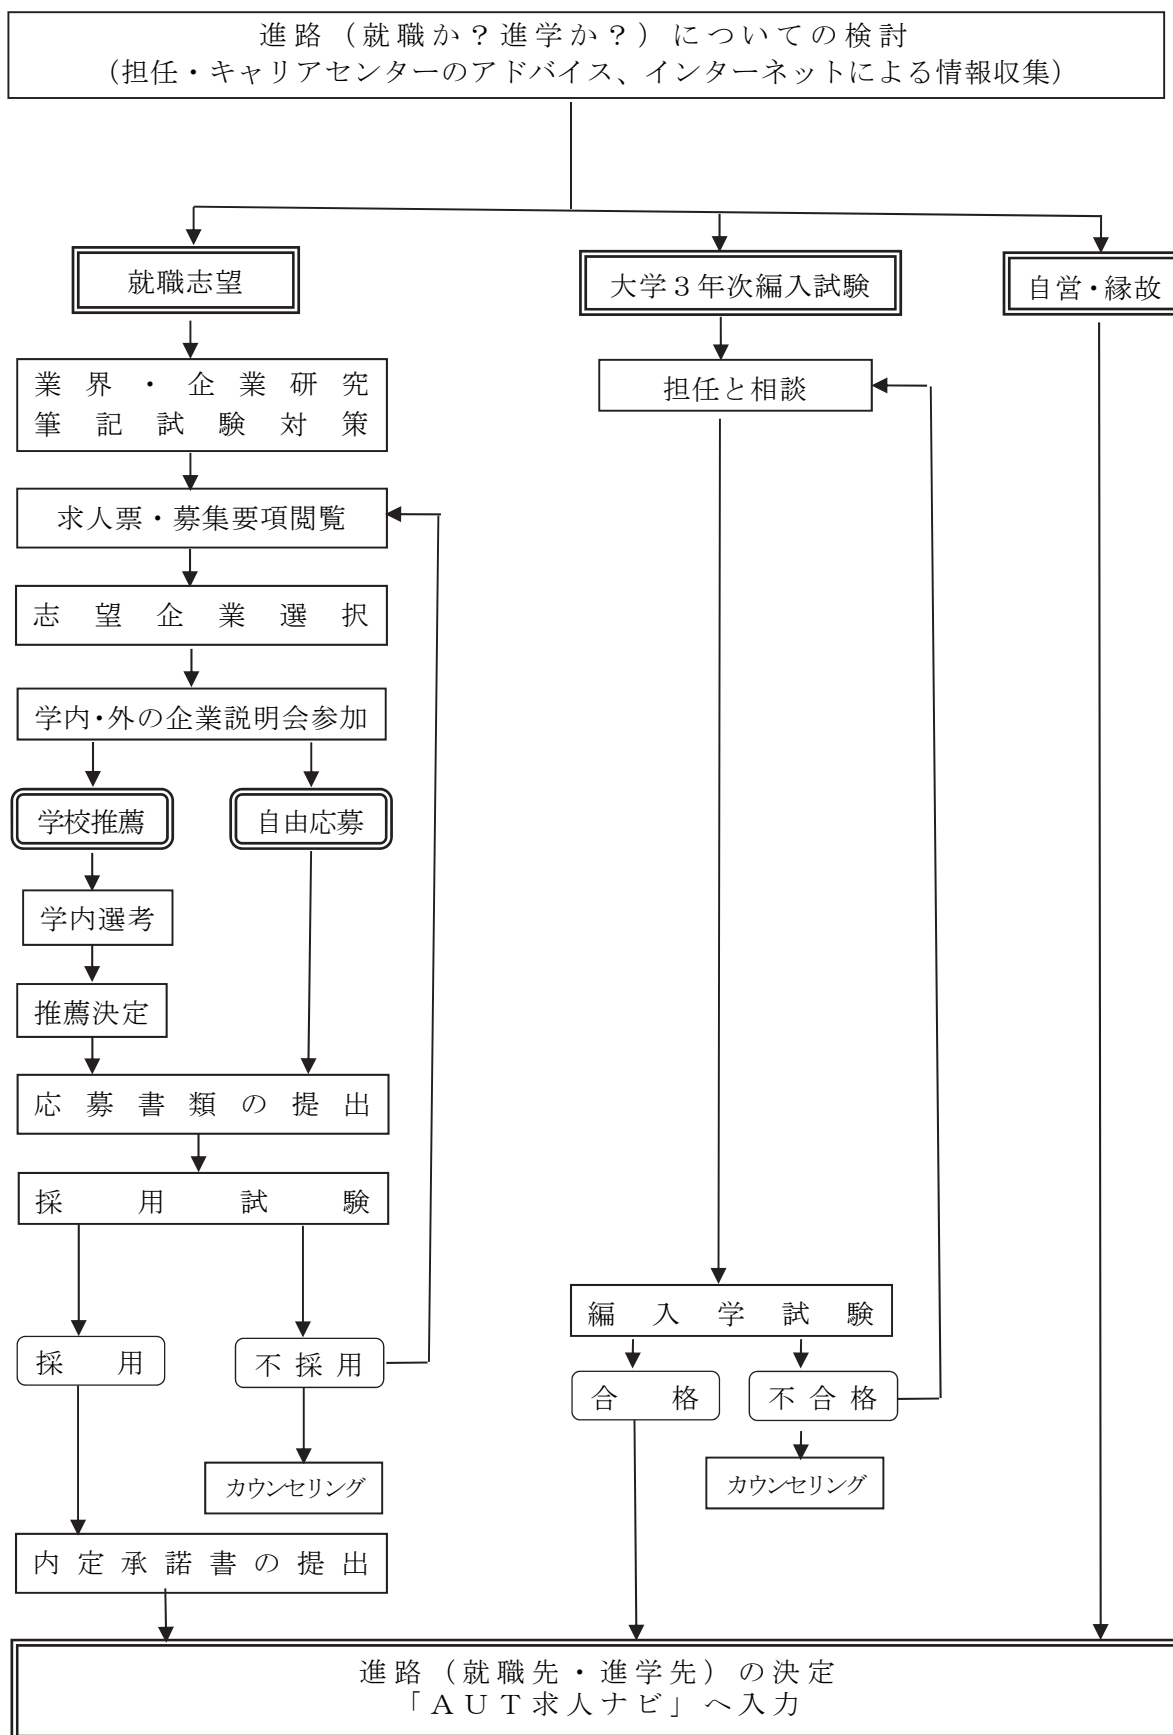 進路（就職か？進学か？）についての検討
（担任・キャリアセンターのアドバイス、インターネットによる情報収集）
就職志望
大学３年次編入試験
自営・縁故
業界・企業研究
筆記試験対策
担任と相談
求人票・募集要項閲覧
志望企業選択
学内・外の企業説明会参加
学校推薦
自由応募
学内選考
推薦決定
応募書類の提出
採用試験
編入学試験
採用
不採用
合格
不合格
カウンセリング
カウンセリング
内定承諾書の提出
進路（就職先・進学先）の決定
「ＡＵＴ求人ナビ」へ入力